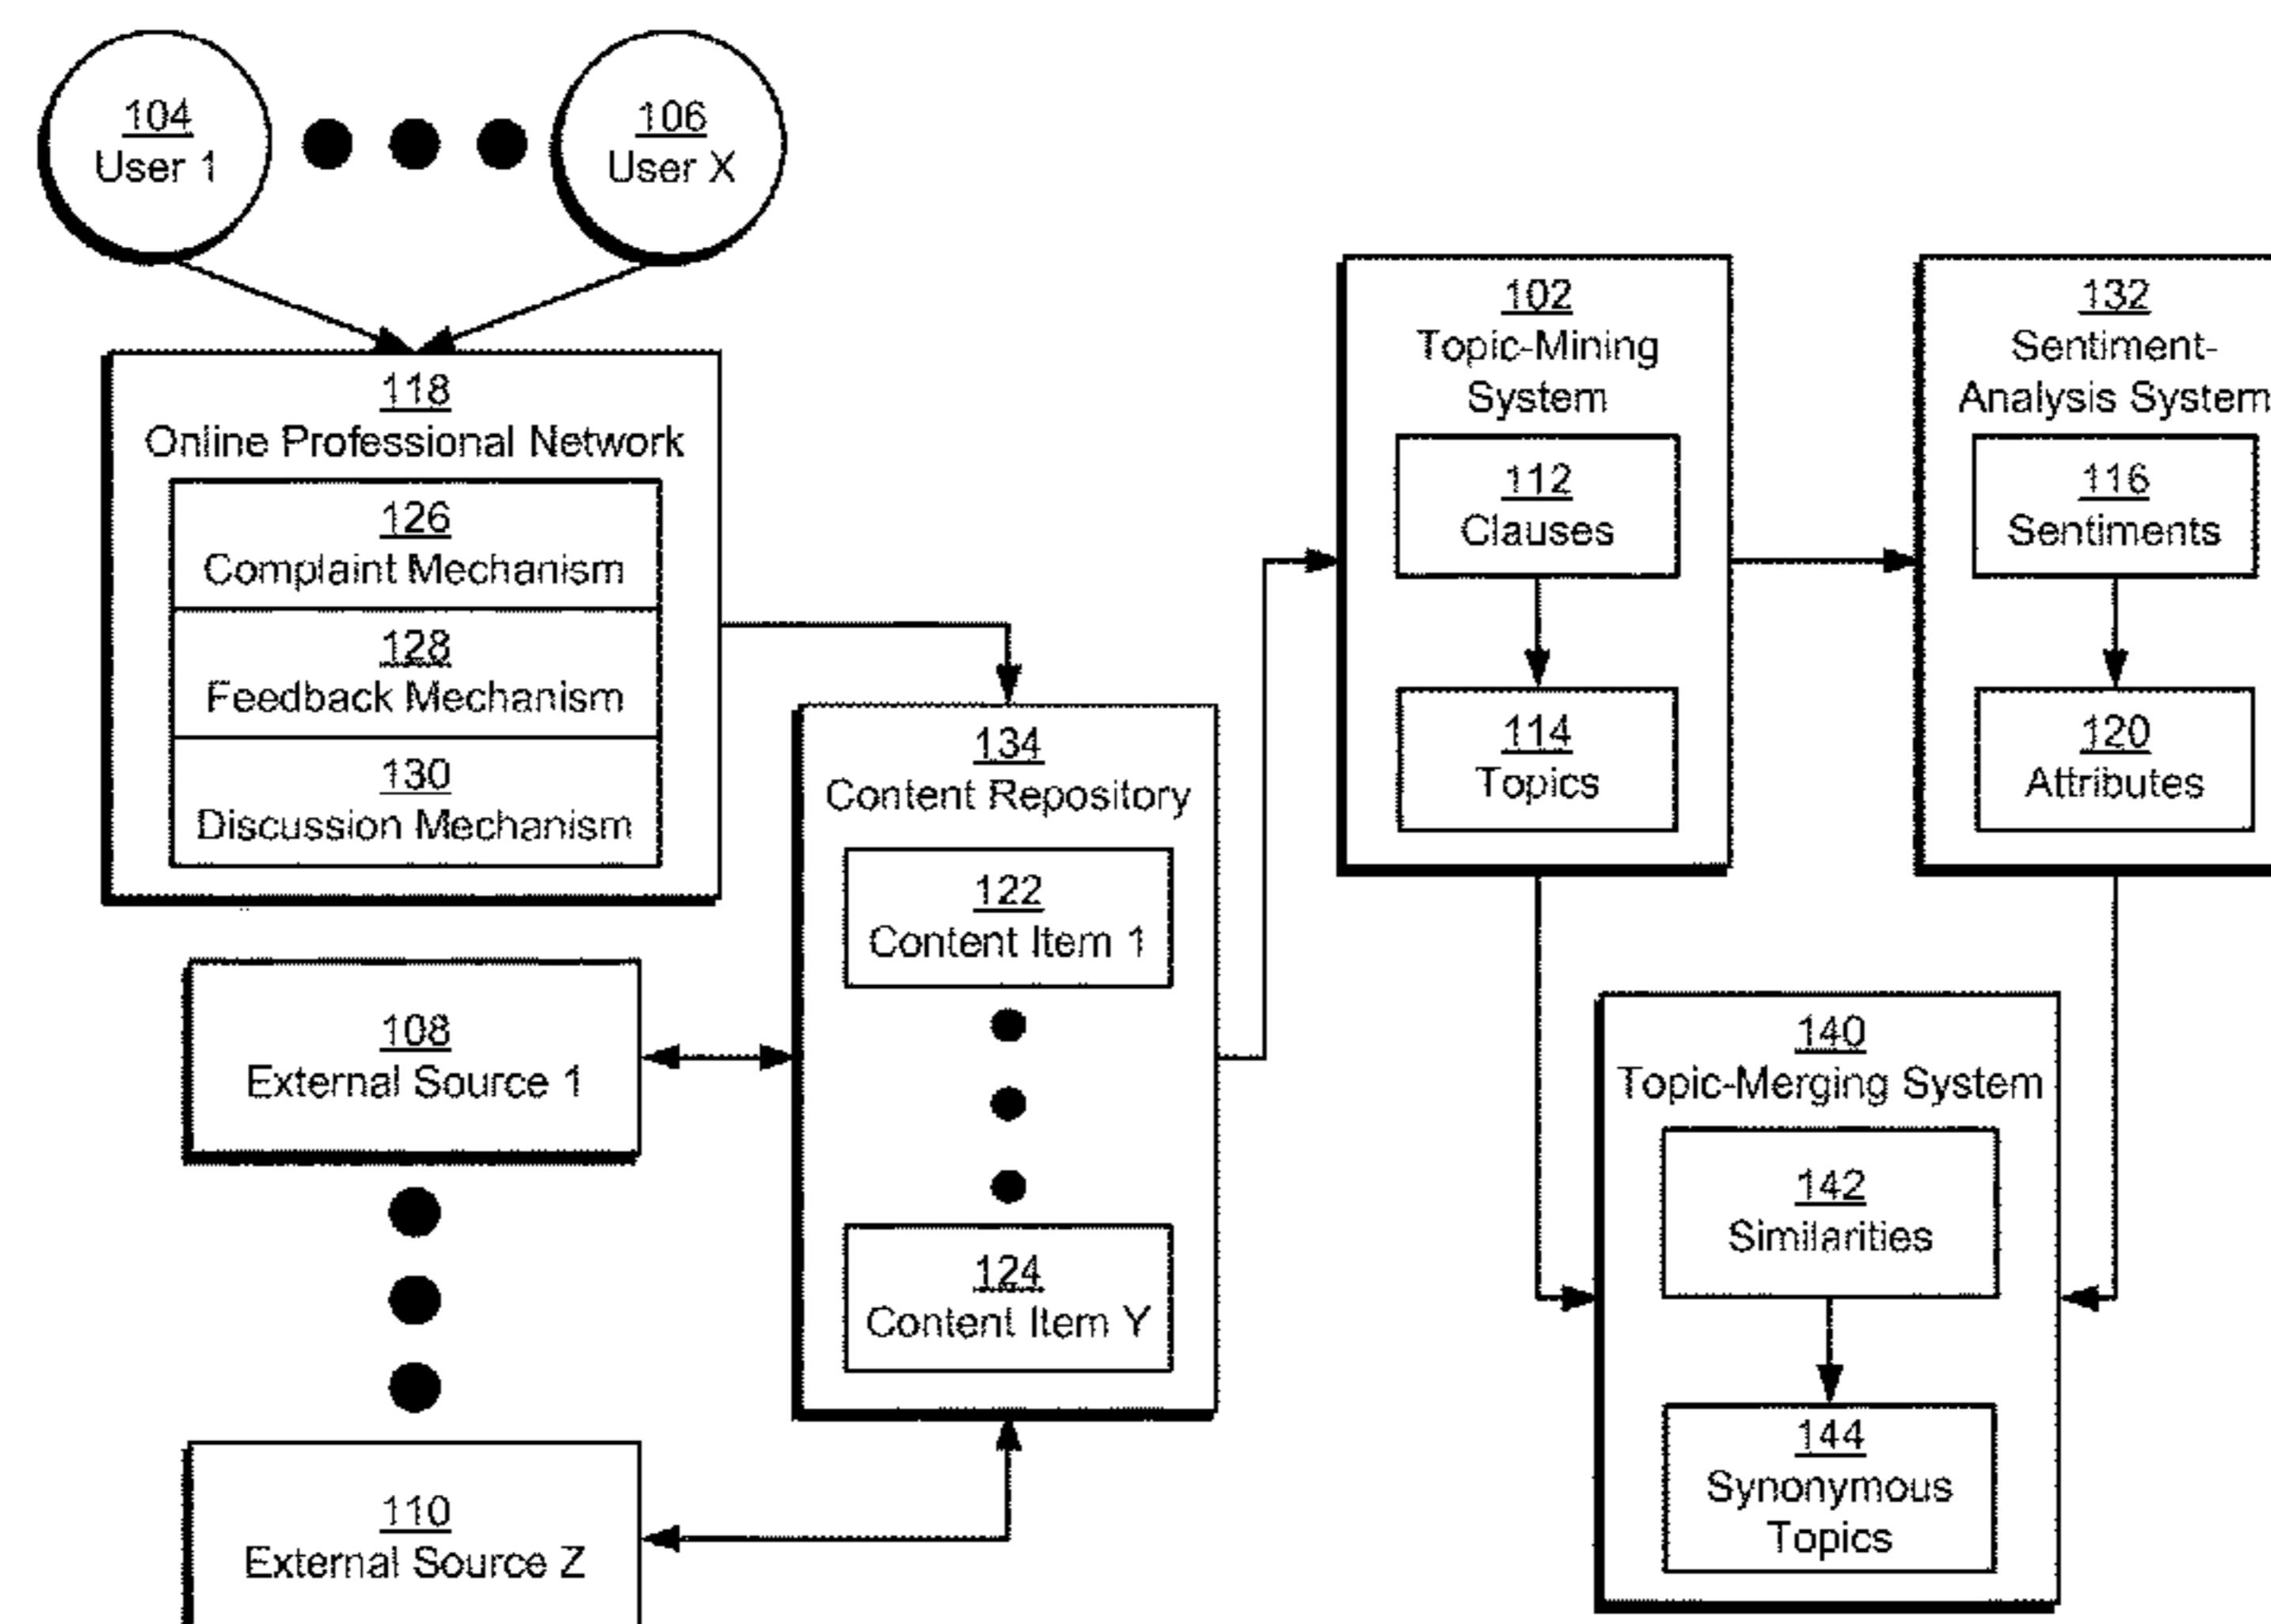 104
User 1
106
User X
118
Online Professional Network
126
Complaint Mechanism
128
Feedback Mechanism
130
Discussion Mechanism
108
External Source 1
110
External Source Z
134
Content Repository
122
Content Item 1
124
Content Item Y
102
Topic-Mining
System
112
Clauses
114
Topics
132
Sentiment-
Analysis System
116
Sentiments
120
Attributes
140
Topic-Merging System
142
Similarities
144
Synonymous
Topics